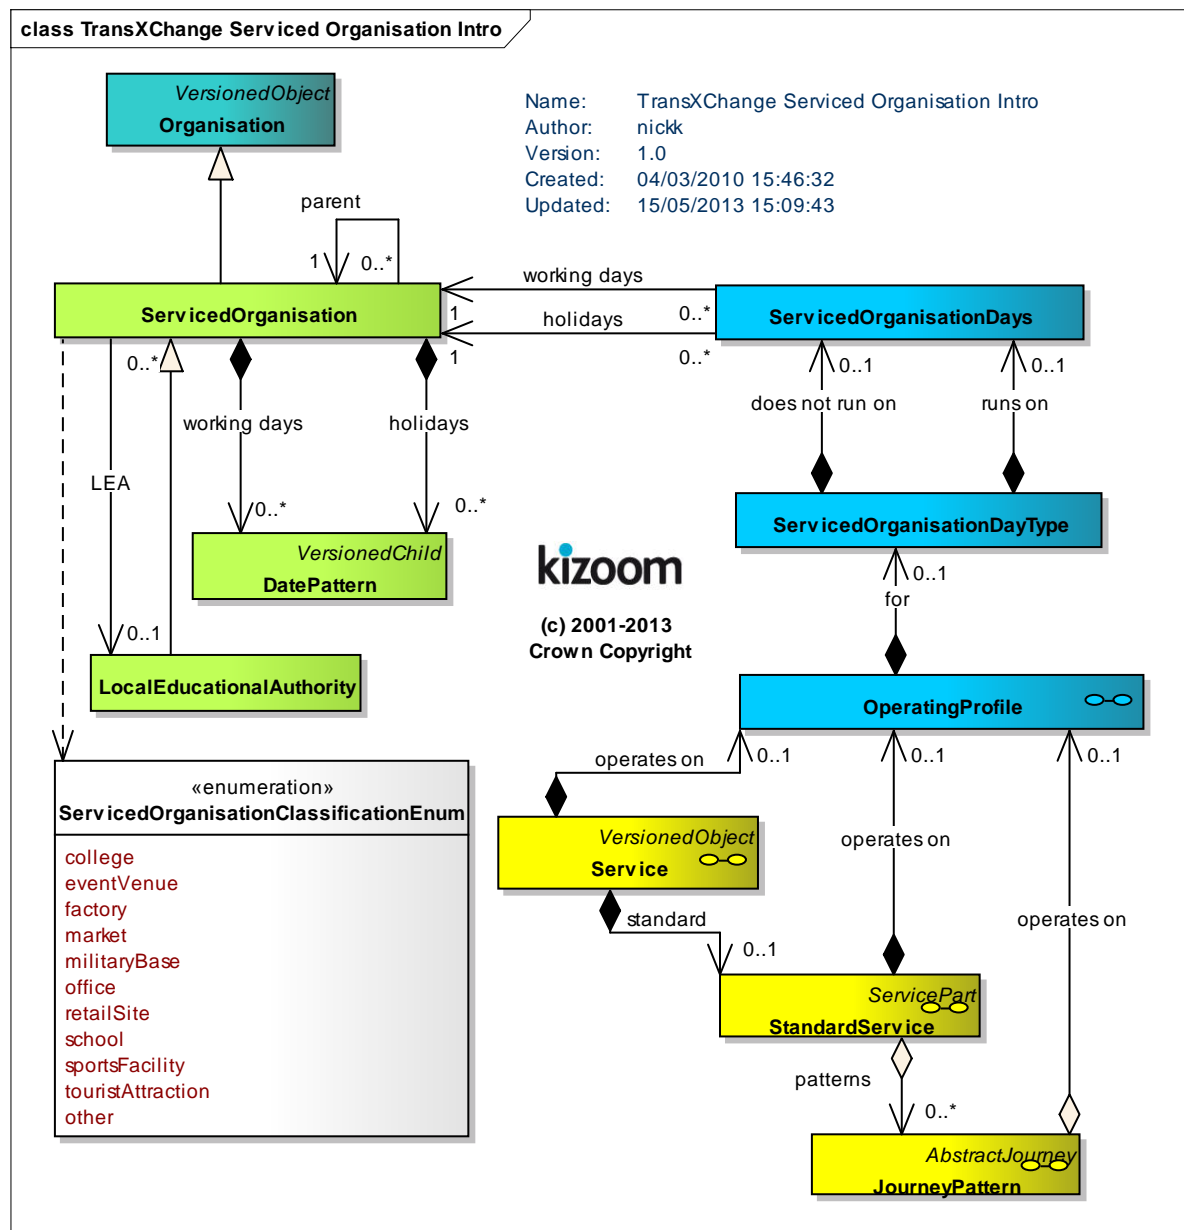 class TransXChange Serviced Organisation Intro
VersionedObject
Organisation
Name: TransXChange Serviced Organisation Intro
Author: nickk
Version: 1.0
Created: 04/03/2010 15:46:32
Updated: 15/05/2013 15:09:43
parent
1
0..*
ServicedOrganisation
working days
1
0..*
holidays
1
0..*
ServicedOrganisationDays
0..*
working days
holidays
0..1
0..1
does not run on
runs on
LEA
0..*
0..*
ServicedOrganisationDayType
VersionedChild
DatePattern
kizoom
(c) 2001-2013
Crown Copyright
0..1
for
0..1
LocalEducationalAuthority
OperatingProfile
operates on
0..1
0..1
0..1
«enumeration»
ServicedOrganisationClassificationEnum
college
eventVenue
factory
market
militaryBase
office
retailSite
school
sportsFacility
touristAttraction
other
VersionedObject
Service
operates on
standard
operates on
0..1
ServicePart
StandardService
patterns
0..*
AbstractJourney
JourneyPattern